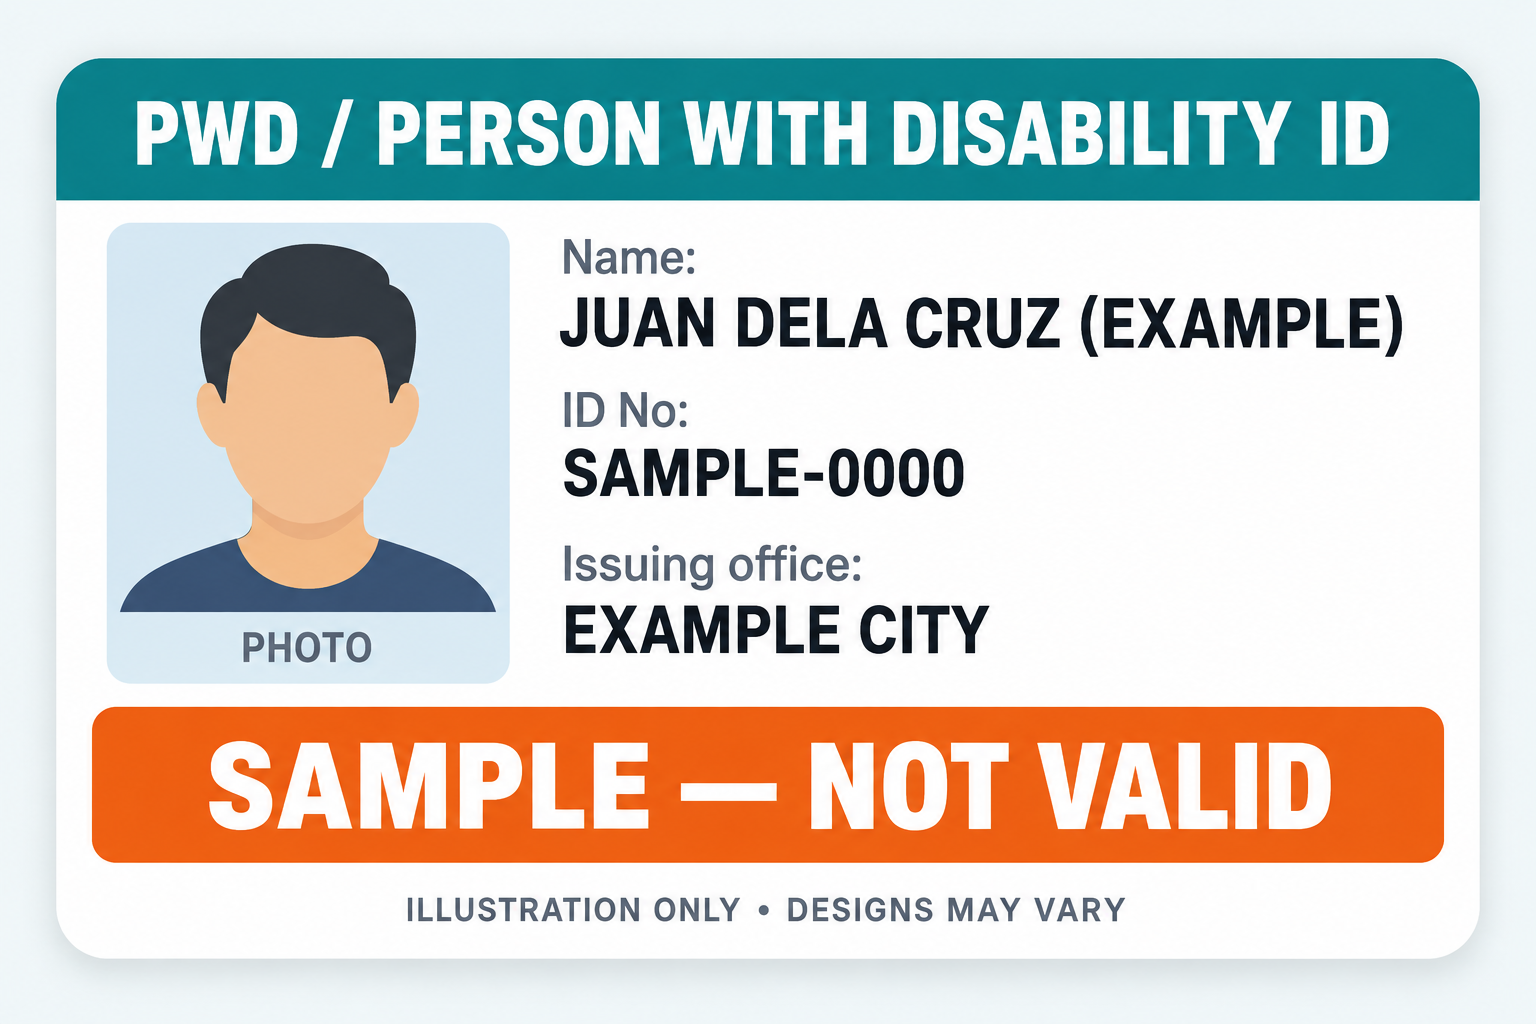 PWD / PERSON WITH DISABILITY ID
Name:
JUAN DELA CRUZ (EXAMPLE)
ID No:
SAMPLE-0000
Issuing office:
EXAMPLE CITY
PHOTO
SAMPLE — NOT VALID
ILLUSTRATION ONLY • DESIGNS MAY VARY